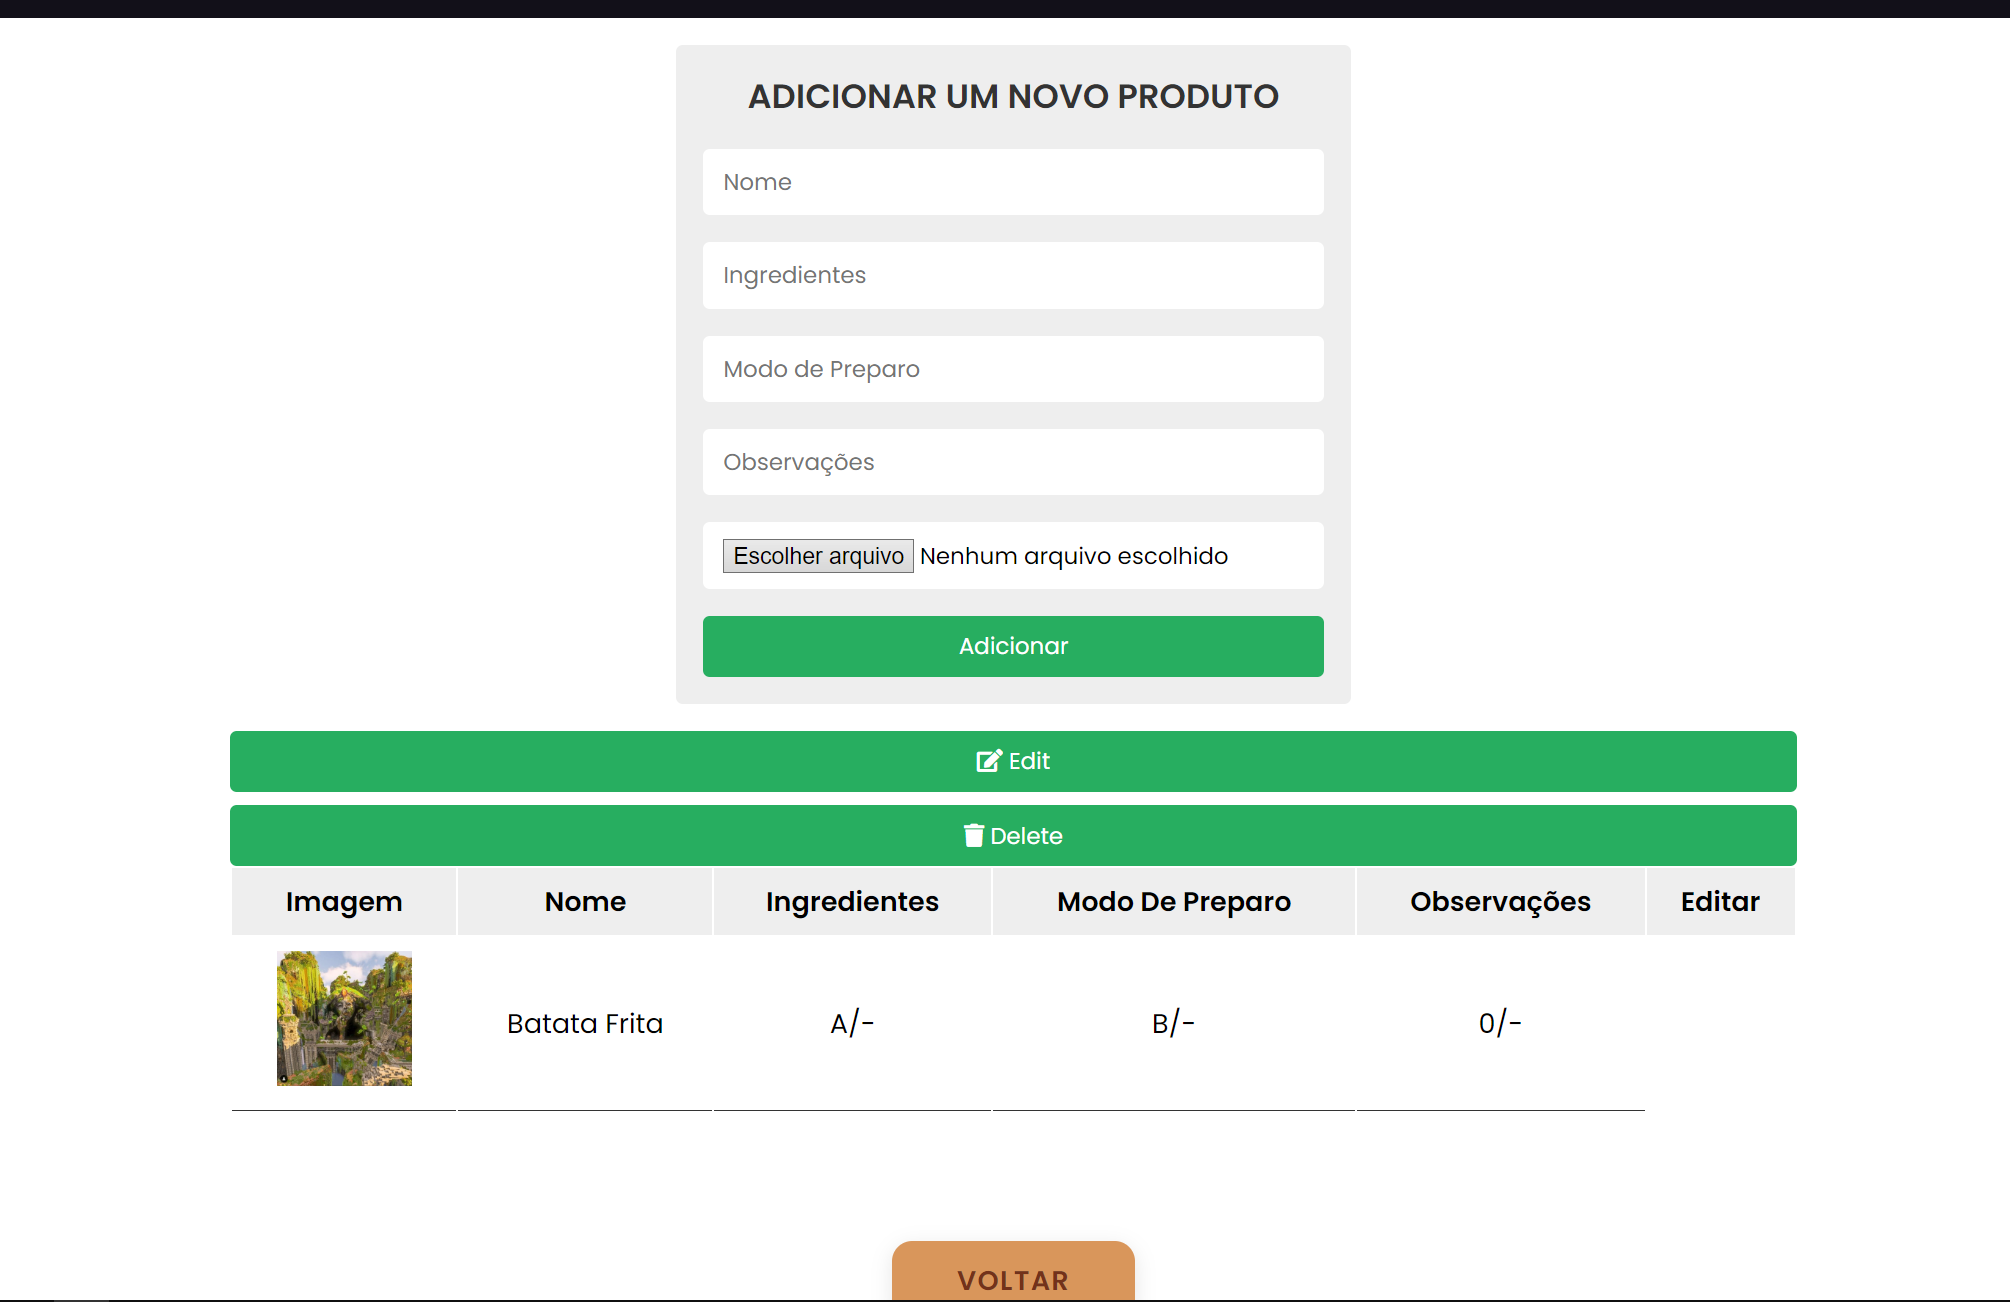 ADICIONAR UM NOVO PRODUTO
Nome
Ingredientes
Modo de Preparo
Observações
Escolher arquivo Nenhum arquivo escolhido
Adicionar
Edit
Delete
Imagem Nome Ingredientes Modo De Preparo Observações Editar
Batata Frita A/- B/- 0/-
VOLTAR